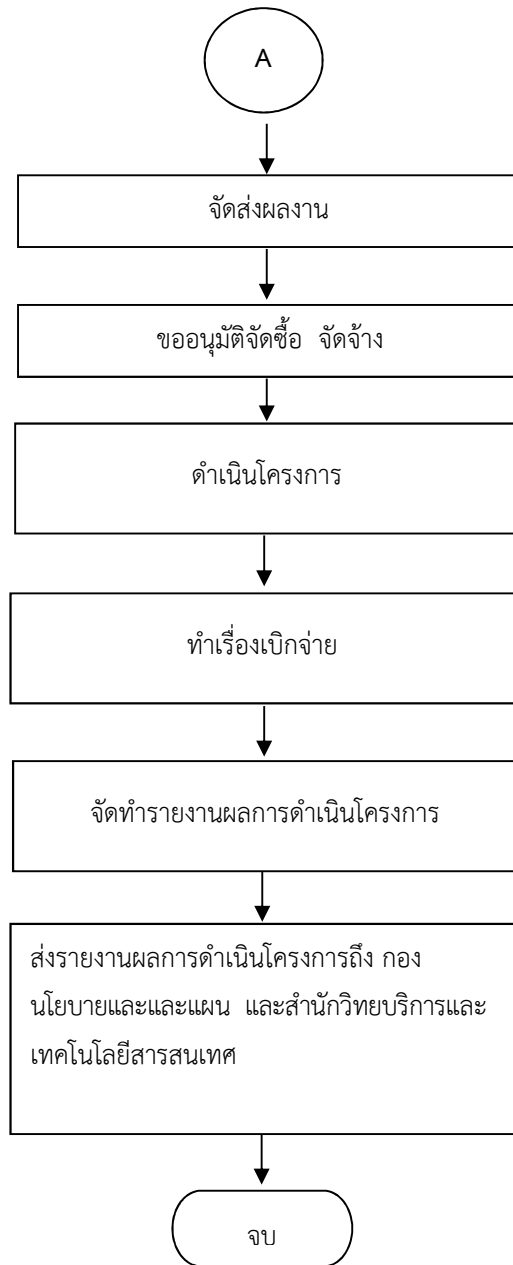 A
จัดส่งผลงาน
ขออนุมัติจัดซื้อ จัดจ้าง
ดำเนินโครงการ
ทำเรื่องเบิกจ่าย
จัดทำรายงานผลการดำเนินโครงการ
ส่งรายงานผลการดำเนินโครงการถึง กอง
นโยบายและและแผน และสำนักวิทยบริการและ
เทคโนโลยีสารสนเทศ
จบ